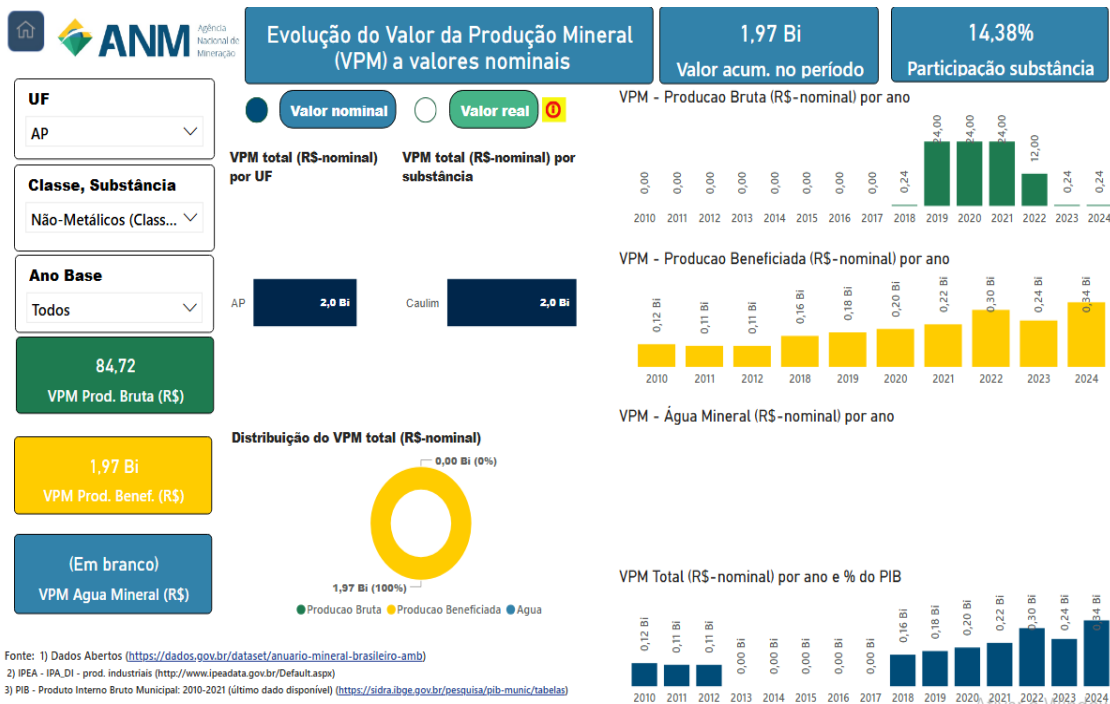 ANM
Agência
Nacional de
Mineração
Evolução do Valor da Produção Mineral
(VPM) a valores nominais
1,97 Bi
Valor acum. no período
14,38%
Participação substância
UF
AP
Classe, Substância
Não-Metálicos (Class...
Ano Base
Todos
84,72
VPM Prod. Bruta (R$)
1,97 Bi
VPM Prod. Benef. (R$)
(Em branco)
VPM Agua Mineral (R$)
Valor nominal
Valor real
VPM total (R$-nominal)
por UF
AP
2,0 Bi
VPM total (R$-nominal) por
substância
Caulim
2,0 Bi
Distribuição do VPM total (R$-nominal)
0,00 Bi (0%)
1,97 Bi (100%)
Producao Bruta Producao Beneficiada Agua
VPM - Producao Bruta (R$-nominal) por ano
0,00 0,00 0,00 0,00 0,00 0,00 0,00 0,00 0,24 24,00 24,00 24,00 12,00 0,24 0,24
2010 2011 2012 2013 2014 2015 2016 2017 2018 2019 2020 2021 2022 2023 2024
VPM - Producao Beneficiada (R$-nominal) por ano
0,12 Bi 0,11 Bi 0,11 Bi 0,16 Bi 0,18 Bi 0,20 Bi 0,22 Bi 0,30 Bi 0,24 Bi 0,34 Bi
2010 2011 2012 2018 2019 2020 2021 2022 2023 2024
VPM - Água Mineral (R$-nominal) por ano
VPM Total (R$-nominal) por ano e % do PIB
0,12 Bi 0,11 Bi 0,11 Bi 0,00 Bi 0,00 Bi 0,00 Bi 0,00 Bi 0,00 Bi 0,16 Bi 0,18 Bi 0,20 Bi 0,22 Bi 0,30 Bi 0,24 Bi 0,34 Bi
2010 2011 2012 2013 2014 2015 2016 2017 2018 2019 2020 2021 2022 2023 2024
Fonte: 1) Dados Abertos (https://dados.gov.br/dataset/anuario-mineral-brasileiro-amb)
2) IPEA - IPA_DI - prod. industriais (http://www.ipeadata.gov.br/Default.aspx)
3) PIB - Produto Interno Bruto Municipal: 2010-2021 (último dado disponível) (https://sidra.ibge.gov.br/pesquisa/pib-munic/tabelas)